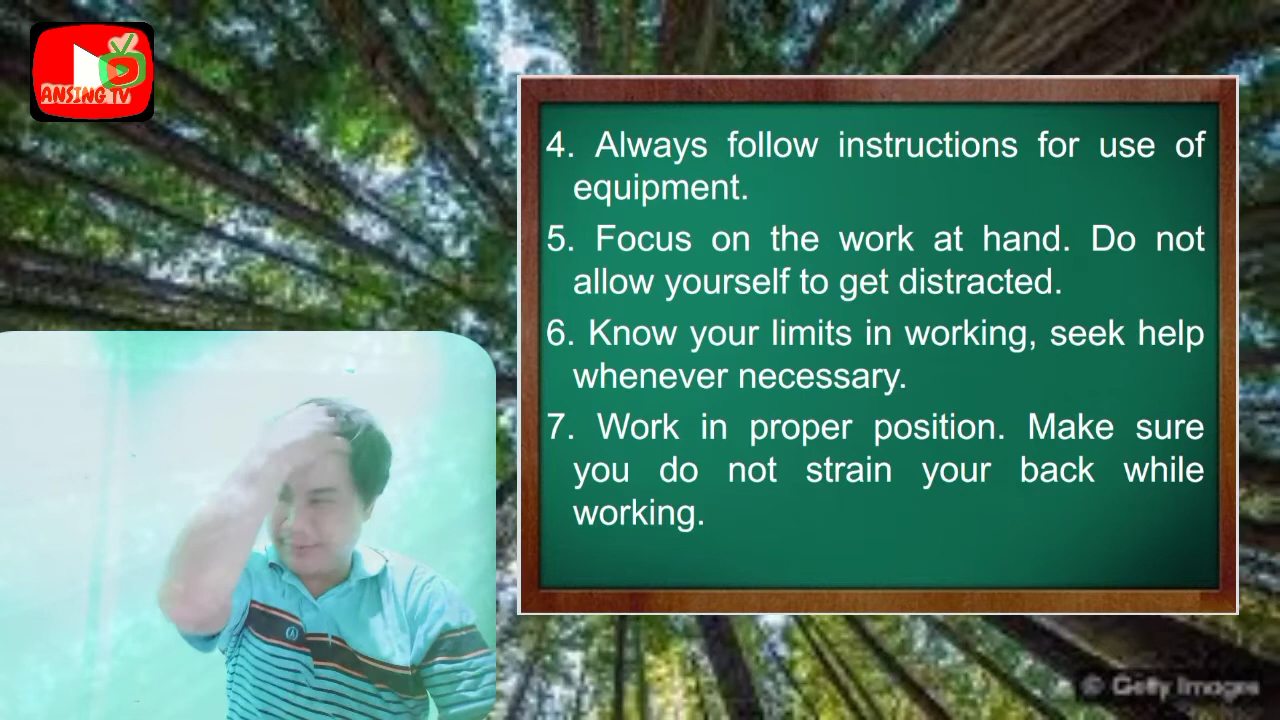 ANSING TV
4. Always follow instructions for use of
equipment.
5. Focus on the work at hand. Do not
allow yourself to get distracted.
6. Know your limits in working, seek help
whenever necessary.
7. Work in proper position. Make sure
you do not strain your back while
working.
© Getty Images